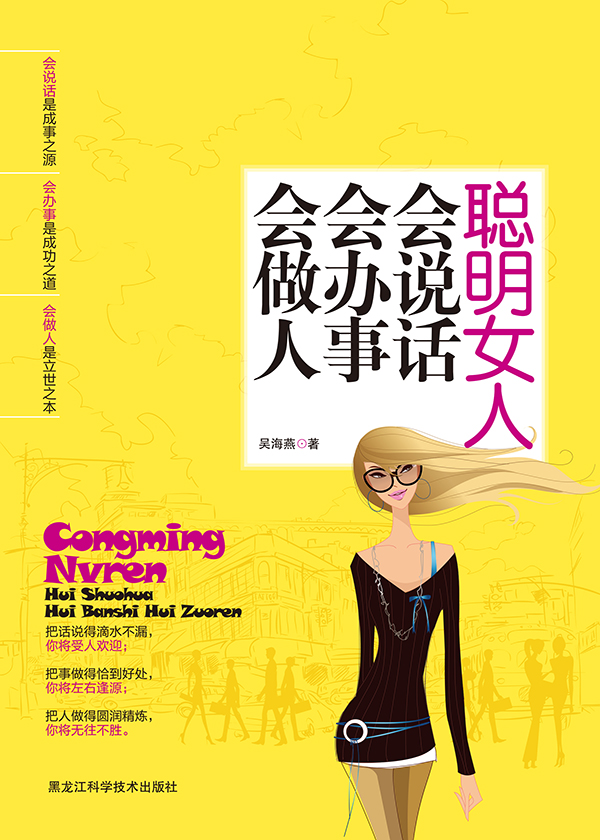 会说话是成事之源
会办事是成功之道
会做人是立世之本
聪明女人
会说话
会办事
会做人
吴海燕⊙著
Congming
Nvren
Hui Shuohua
Hui Banshi Hui Zuoren
把话说得滴水不漏，
你将受人欢迎；
把事做得恰到好处，
你将左右逢源；
把人做得圆润精炼，
你将无往不胜。
黑龙江科学技术出版社